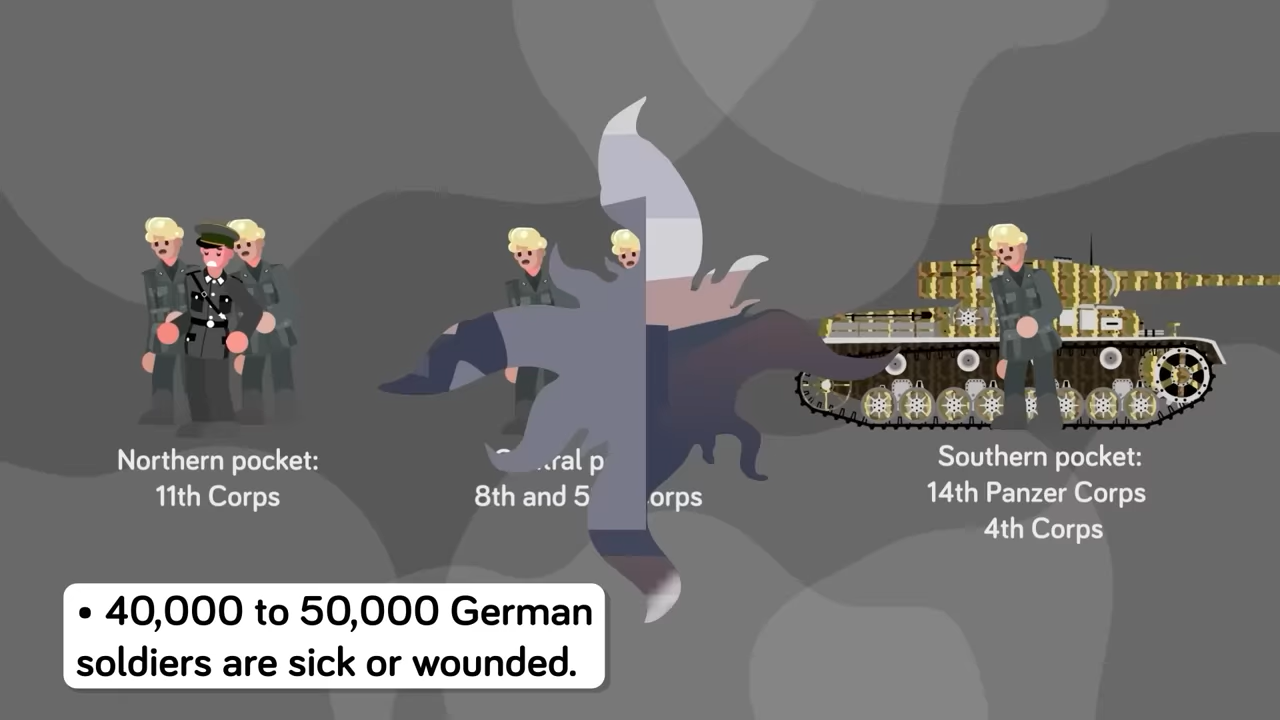 Northern pocket:
11th Corps
8th and 5
Southern pocket:
14th Panzer Corps
4th Corps
• 40,000 to 50,000 German
soldiers are sick or wounded.